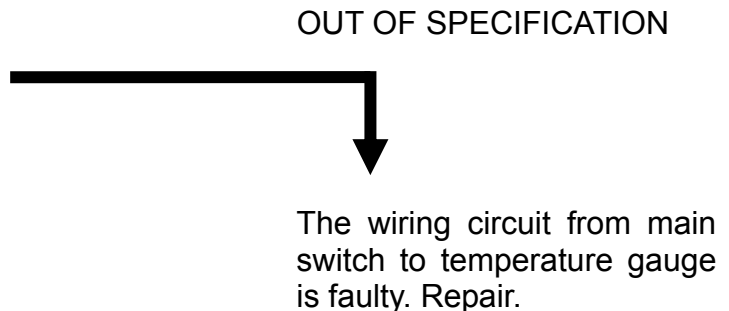 OUT OF SPECIFICATION
The wiring circuit from main
switch to temperature gauge
is faulty. Repair.